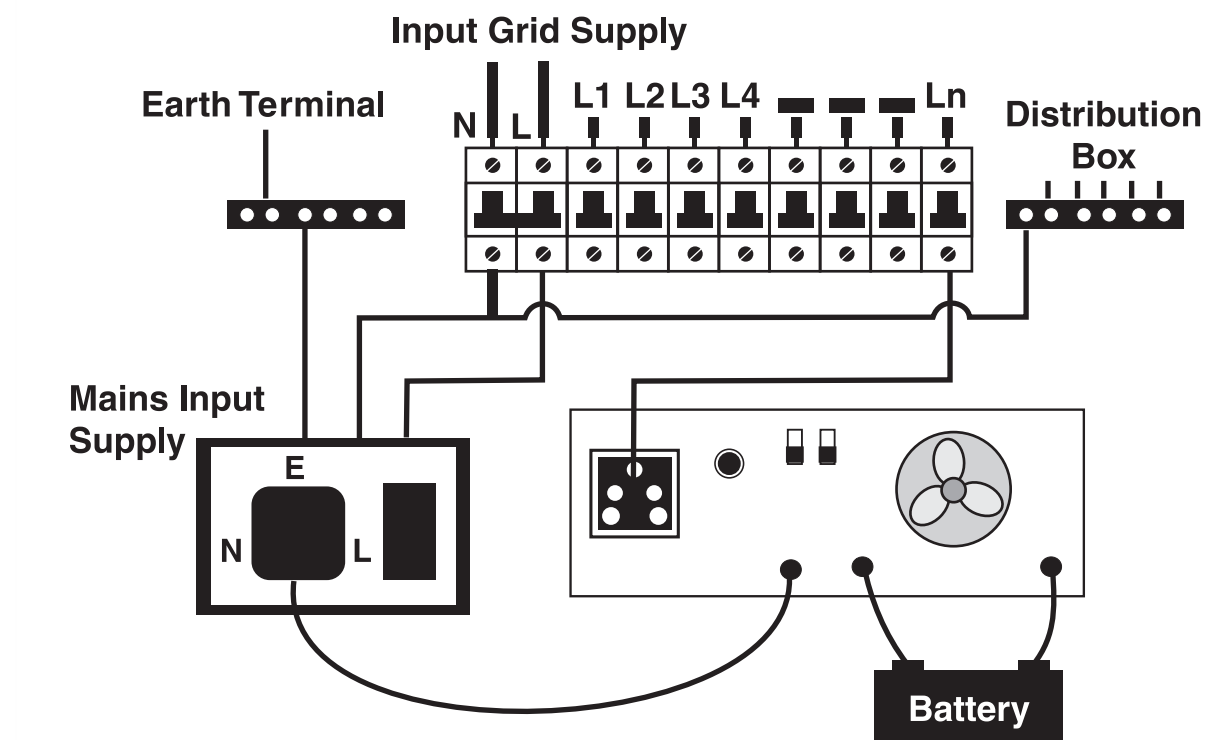 Input Grid Supply
Earth Terminal
N L L1 L2 L3 L4 Ln
Distribution
Box
Mains Input
Supply
E
N L
Battery